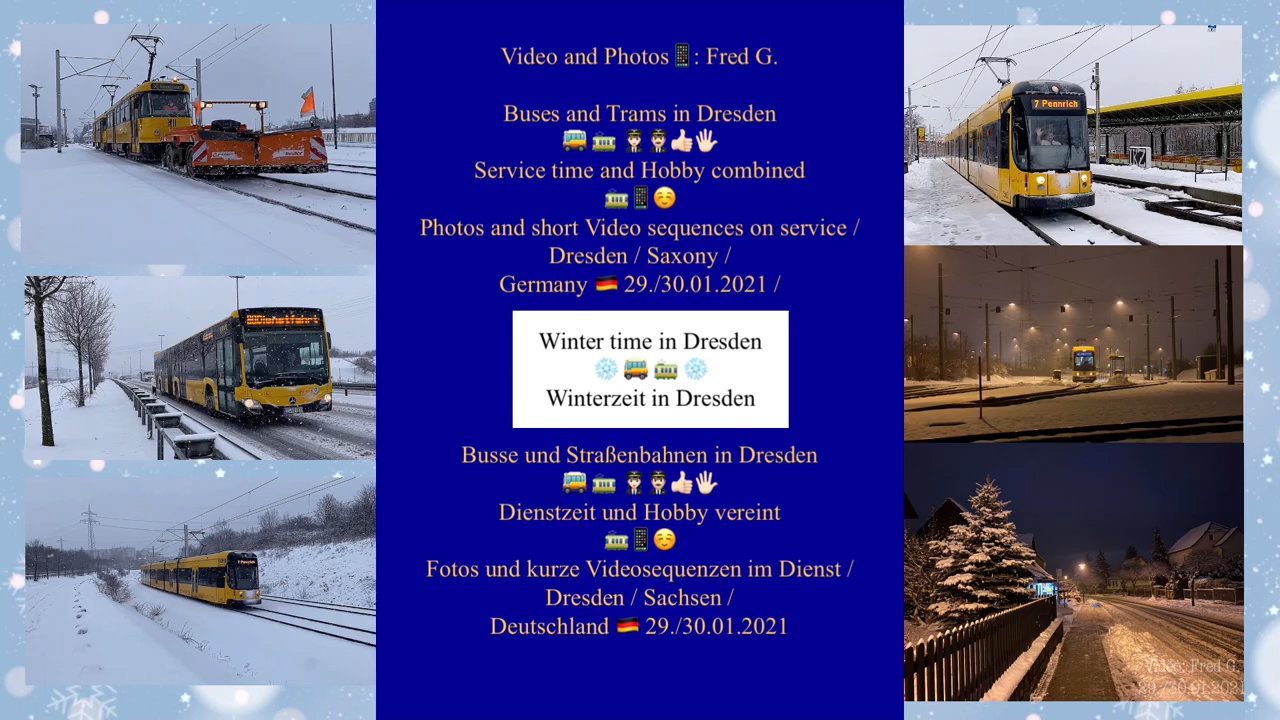 Video and Photos📱: Fred G.
Buses and Trams in Dresden
🚌 🚋 👩🏻‍✈️👨🏻‍✈️👍🏻👋🏻
Service time and Hobby combined
🚋📱☺️
Photos and short Video sequences on service /
Dresden / Saxony /
Germany 🇩🇪 29./30.01.2021 /
Winter time in Dresden
❄️ 🚌 🚋 ❄️
Winterzeit in Dresden
Busse und Straßenbahnen in Dresden
🚌 🚋 👩🏻‍✈️👨🏻‍✈️👍🏻👋🏻
Dienstzeit und Hobby vereint
🚋📱☺️
Fotos und kurze Videosequenzen im Dienst /
Dresden / Sachsen /
Deutschland 🇩🇪 29./30.01.2021
Dienstfahrt
7 Pennrich
Video: Fred G.
29./30.01.2021